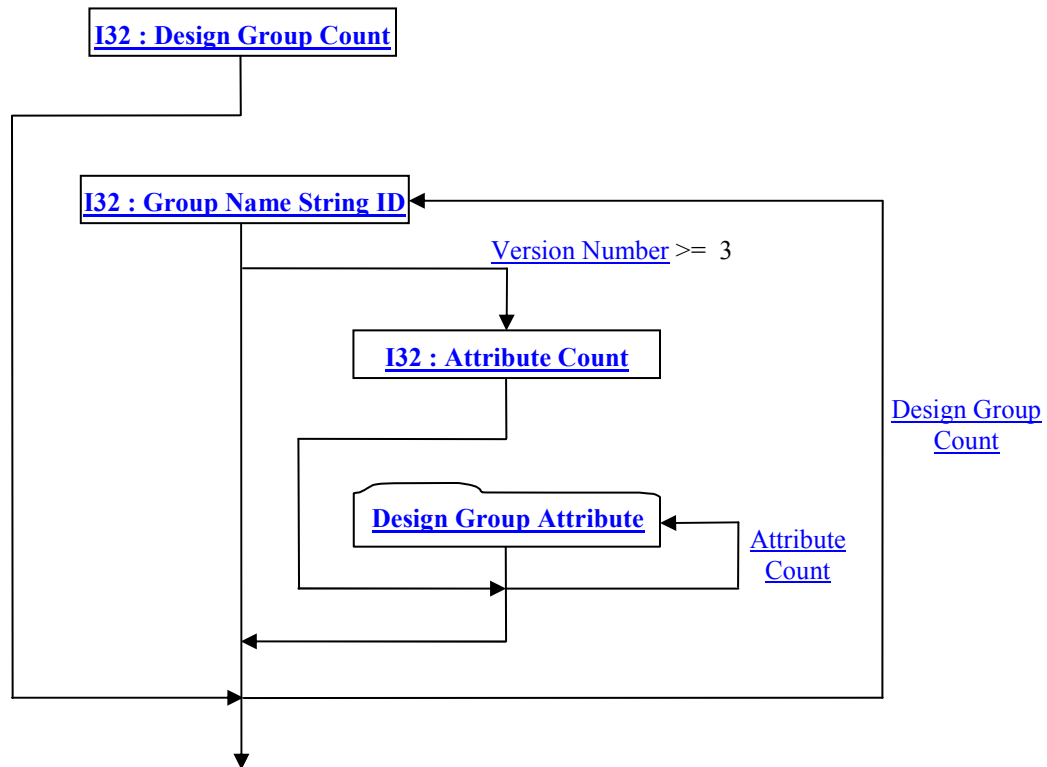 I32 : Design Group Count
I32 : Group Name String ID
Version Number >=  3
I32 : Attribute Count
Design Group
Count
Design Group Attribute
Attribute
Count